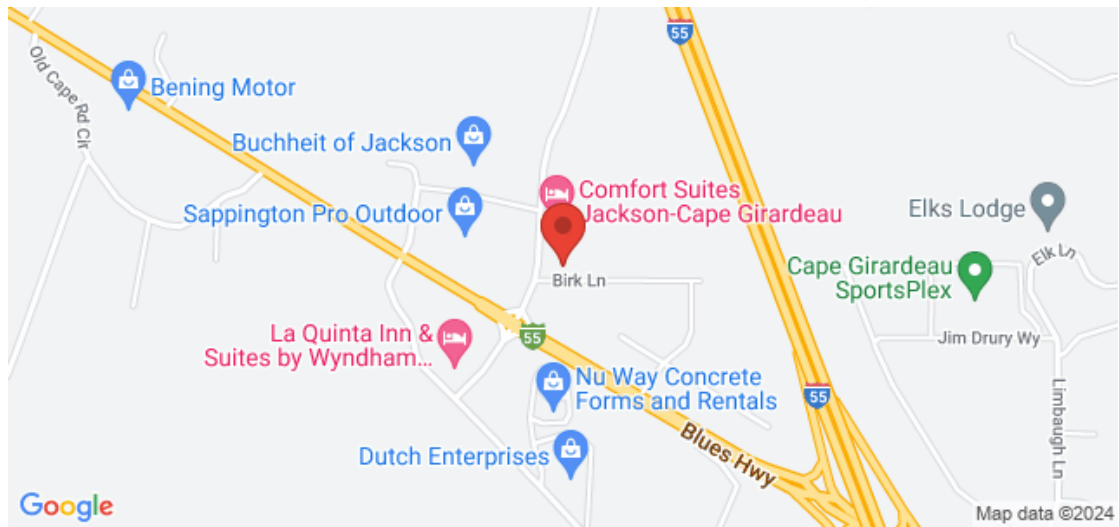 55
Old Cape Rd Cir
Bening Motor
Buchheit of Jackson
Comfort Suites
Jackson-Cape Girardeau
Sappington Pro Outdoor
Elks Lodge
Elk Ln
Cape Girardeau
SportsPlex
Birk Ln
55
Jim Drury Wy
La Quinta Inn &
Suites by Wyndham...
Nu Way Concrete
Forms and Rentals
55
Limbaugh Ln
Blues Hwy
Dutch Enterprises
Google
Map data ©2024